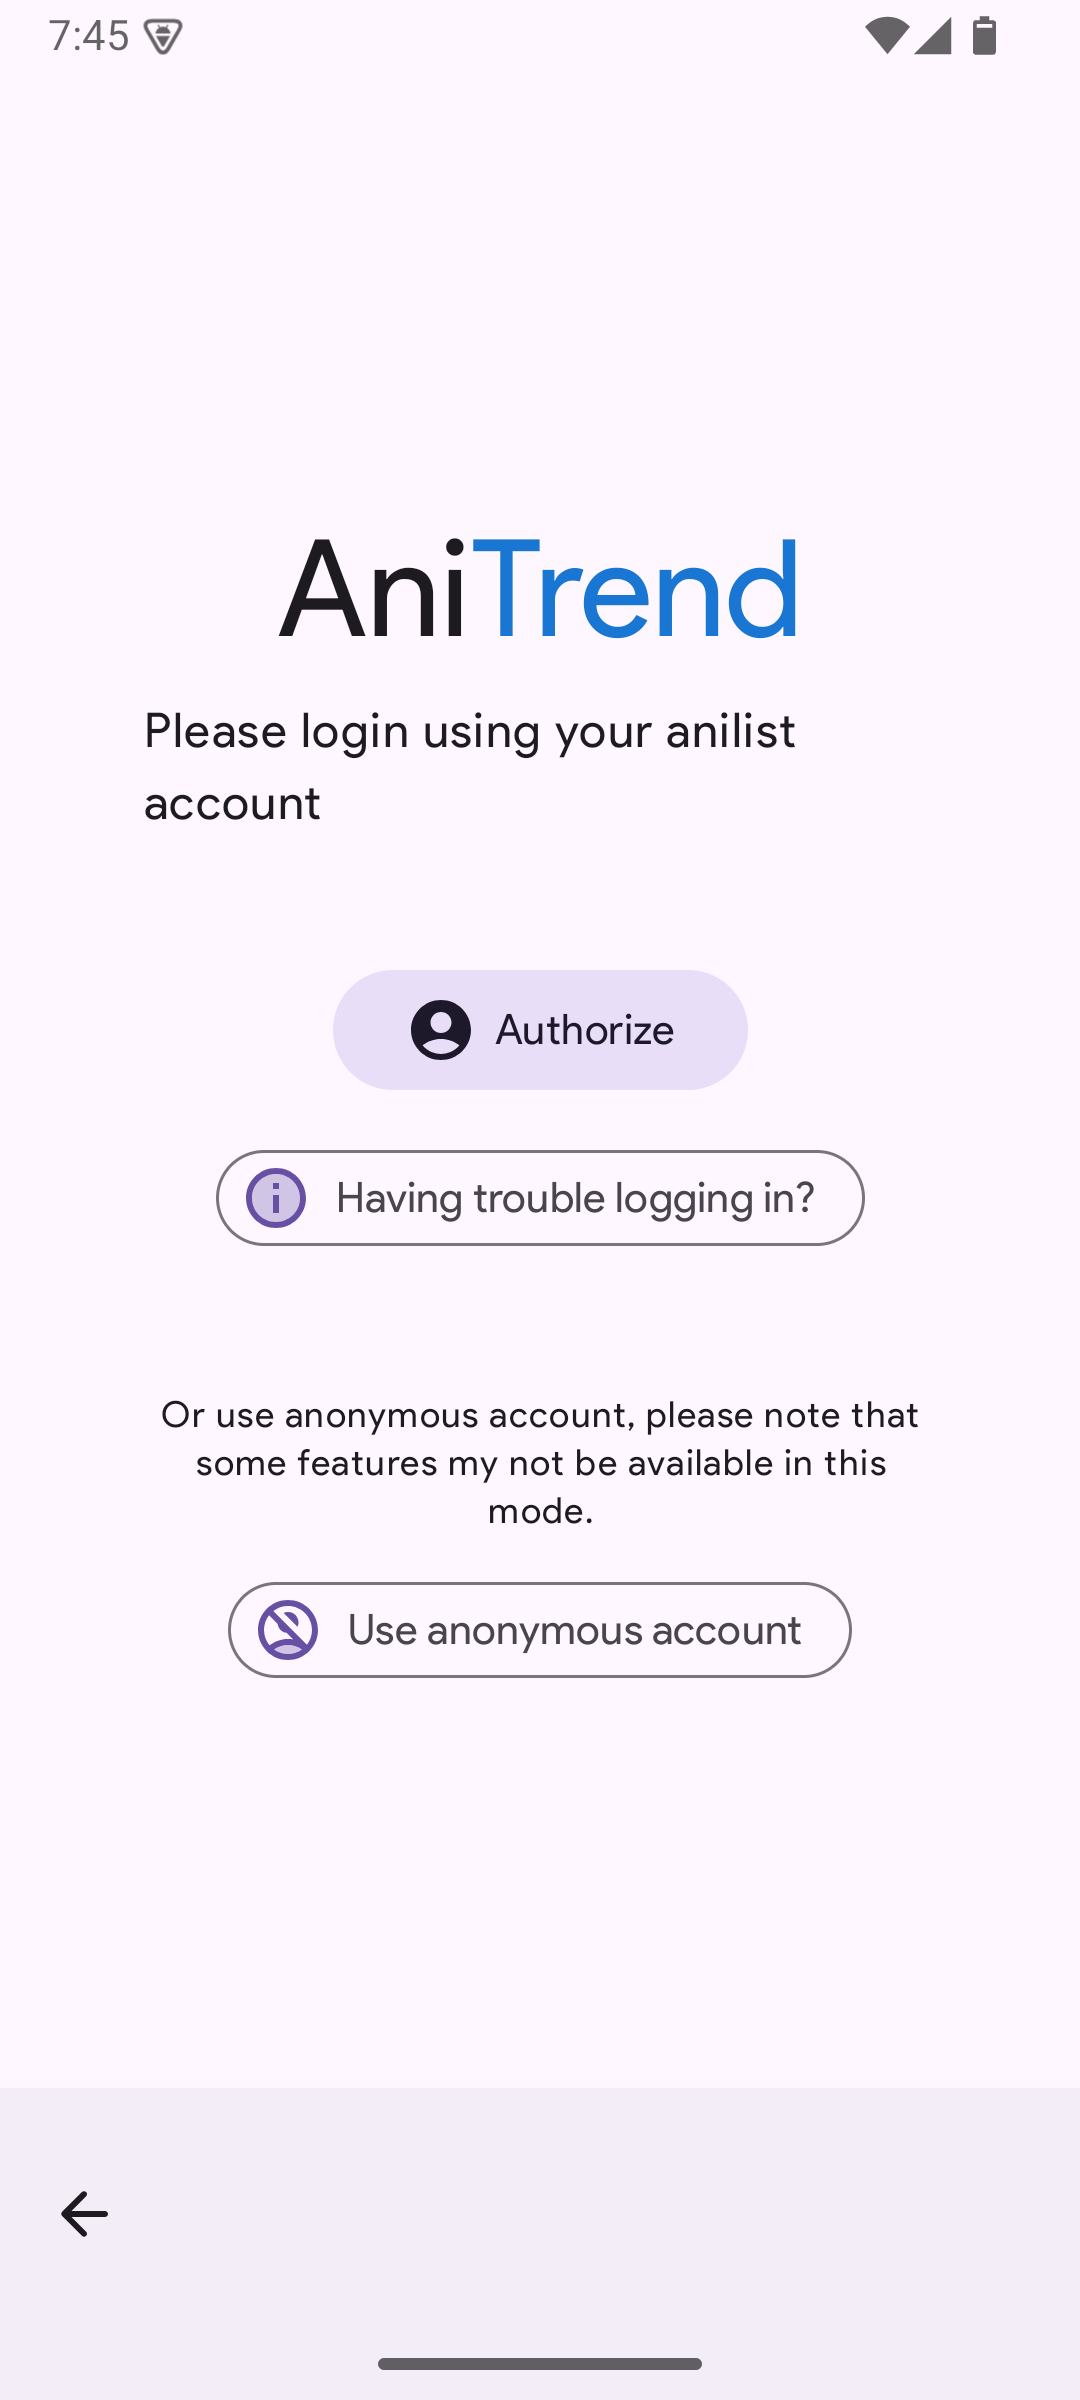 7:45
AniTrend
Please login using your anilist
account
Authorize
Having trouble logging in?
Or use anonymous account, please note that
some features my not be available in this
mode.
Use anonymous account